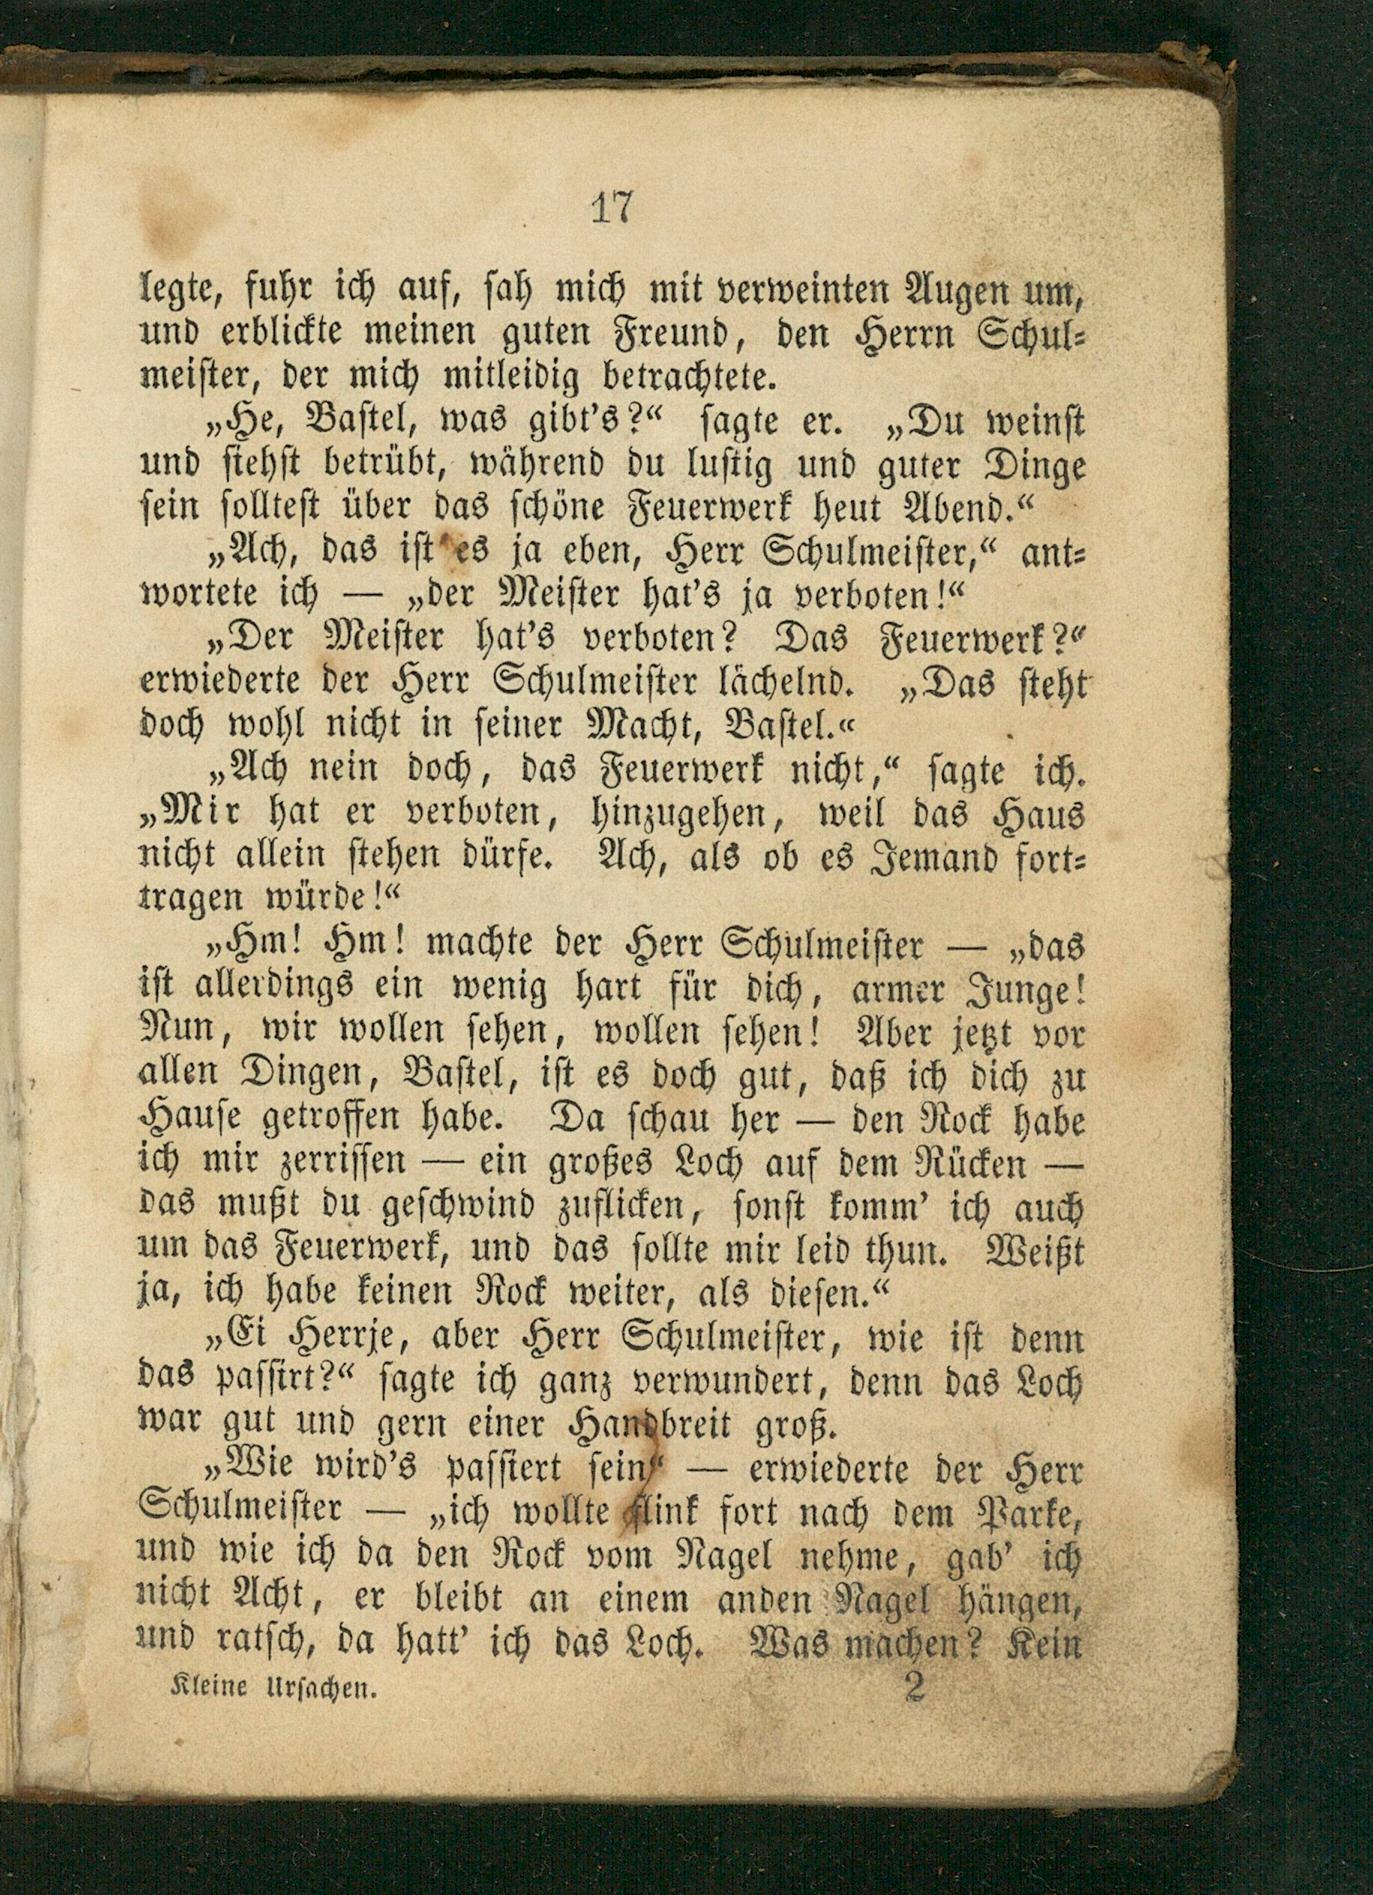 17
legte, fuhr ich auf, sah mich mit verweinten Augen um,
und erblickte meinen guten Freund, den Herrn Schul-
meister, der mich mitleidig betrachtete.
„He, Bastel, was gibt's?“ sagte er. „Du weinst
und siehst betrübt, während du lustig und guter Dinge
sein solltest über das schöne Feuerwerk heut Abend.“
„Ach, das ist es ja eben, Herr Schulmeister,“ ant-
wortete ich — „der Meister hat's ja verboten!“
„Der Meister hat's verboten? Das Feuerwerk?“
erwiederte der Herr Schulmeister lächelnd. „Das steht
doch wohl nicht in seiner Macht, Bastel.“
„Ach nein doch, das Feuerwerk nicht,“ sagte ich.
„Mir hat er verboten, hinzugehen, weil das Haus
nicht allein stehen dürfe. Ach, als ob es Jemand fort-
tragen würde!“
„Hm! Hm! machte der Herr Schulmeister — „das
ist allerdings ein wenig hart für dich, armer Junge!
Nun, wir wollen sehen, wollen sehen! Aber jetzt vor
allen Dingen, Bastel, ist es doch gut, daß ich dich zu
Hause getroffen habe. Da schau her — den Rock habe
ich mir zerrissen — ein großes Loch auf dem Rücken —
das mußt du geschwind zuflicken, sonst komm' ich auch
um das Feuerwerk, und das sollte mir leid thun. Weißt
ja, ich habe keinen Rock weiter, als diesen.“
„Ei Herrje, aber Herr Schulmeister, wie ist denn
das passirt?“ sagte ich ganz verwundert, denn das Loch
war gut und gern einer Handbreit groß.
„Wie wird's passiert sein,“ — erwiederte der Herr
Schulmeister — „ich wollte flink fort nach dem Parke,
und wie ich da den Rock vom Nagel nehme, gab' ich
nicht Acht, er bleibt an einem anden Nagel hängen,
und ratsch, da hatt' ich das Loch. Was machen? Kein
Kleine Ursachen. 2